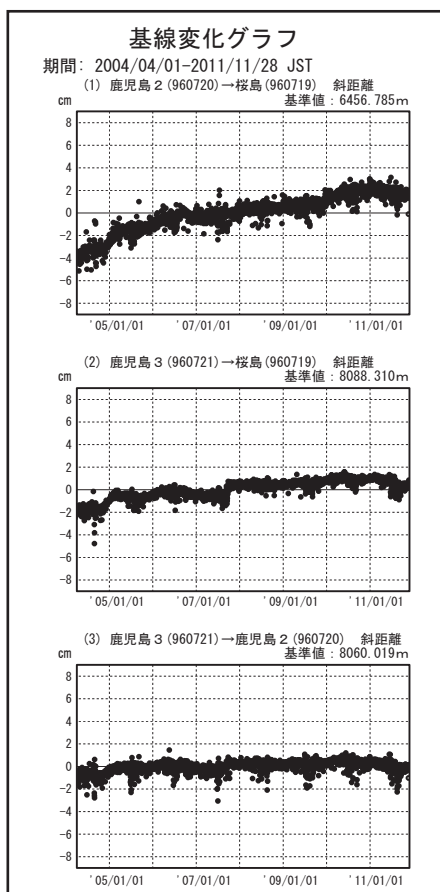 基線変化グラフ
期間: 2004/04/01-2011/11/28 JST
(1) 鹿児島２(960720)→桜島(960719) 斜距離
cm 基準値：6456.785m
8
6
4
2
0
-2
-4
-6
-8
'05/01/01 '07/01/01 '09/01/01 '11/01/01
(2) 鹿児島３(960721)→桜島(960719) 斜距離
cm 基準値：8088.310m
8
6
4
2
0
-2
-4
-6
-8
'05/01/01 '07/01/01 '09/01/01 '11/01/01
(3) 鹿児島３(960721)→鹿児島２(960720) 斜距離
cm 基準値：8060.019m
8
6
4
2
0
-2
-4
-6
-8
'05/01/01 '07/01/01 '09/01/01 '11/01/01